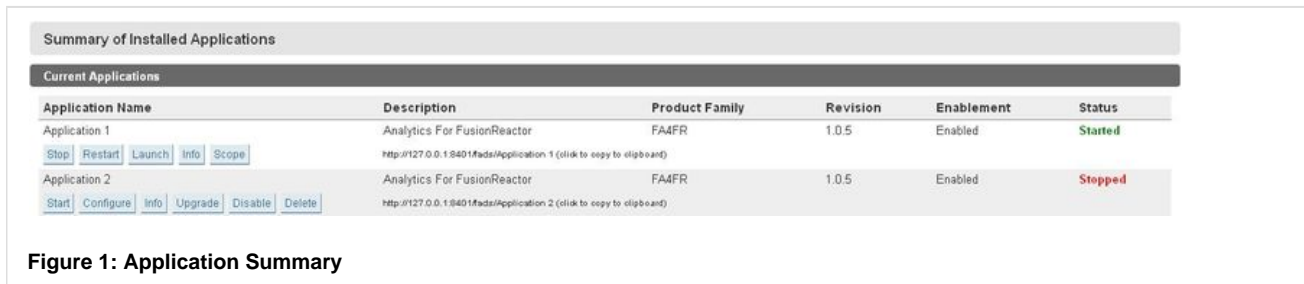 Summary of Installed Applications
Current Applications
Application Name Description Product Family Revision Enablement Status
Application 1 Analytics For FusionReactor FA4FR 1.0.5 Enabled Started
Stop Restart Launch Info Scope http://127.0.0.1:8401/fads/Application 1 (click to copy to clipboard)
Application 2 Analytics For FusionReactor FA4FR 1.0.5 Enabled Stopped
Start Configure Info Upgrade Disable Delete http://127.0.0.1:8401/fads/Application 2 (click to copy to clipboard)
Figure 1: Application Summary